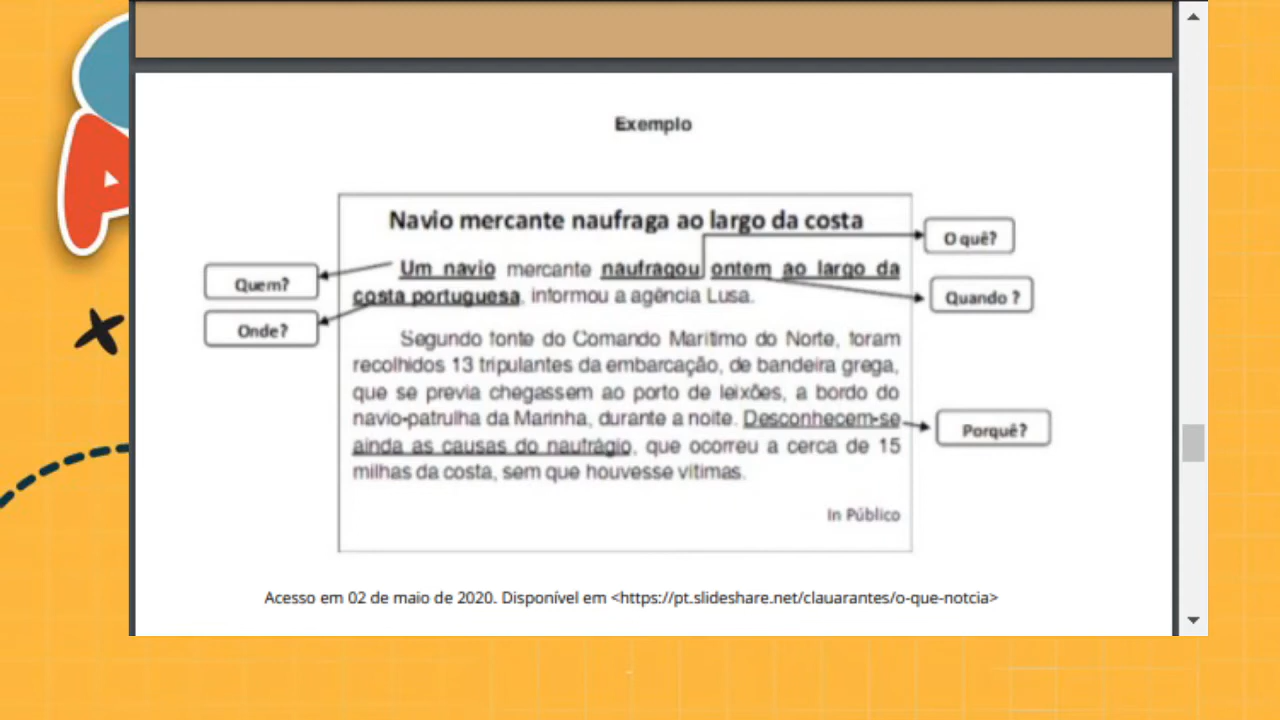 Exemplo
Navio mercante naufraga ao largo da costa
O quê?
Um navio mercante naufragou ontem ao largo da
Quem?
Quando ?
costa portuguesa, informou a agência Lusa.
Onde?
Segundo fonte do Comando Marítimo do Norte, foram
recolhidos 13 tripulantes da embarcação, de bandeira grega,
que se previa chegassem ao porto de leixões, a bordo do
navio-patrulha da Marinha, durante a noite. Desconhecem-se
Porquê?
ainda as causas do naufrágio, que ocorreu a cerca de 15
milhas da costa, sem que houvesse vítimas.
In Público
Acesso em 02 de maio de 2020. Disponível em <https://pt.slideshare.net/clauarantes/o-que-notcia>